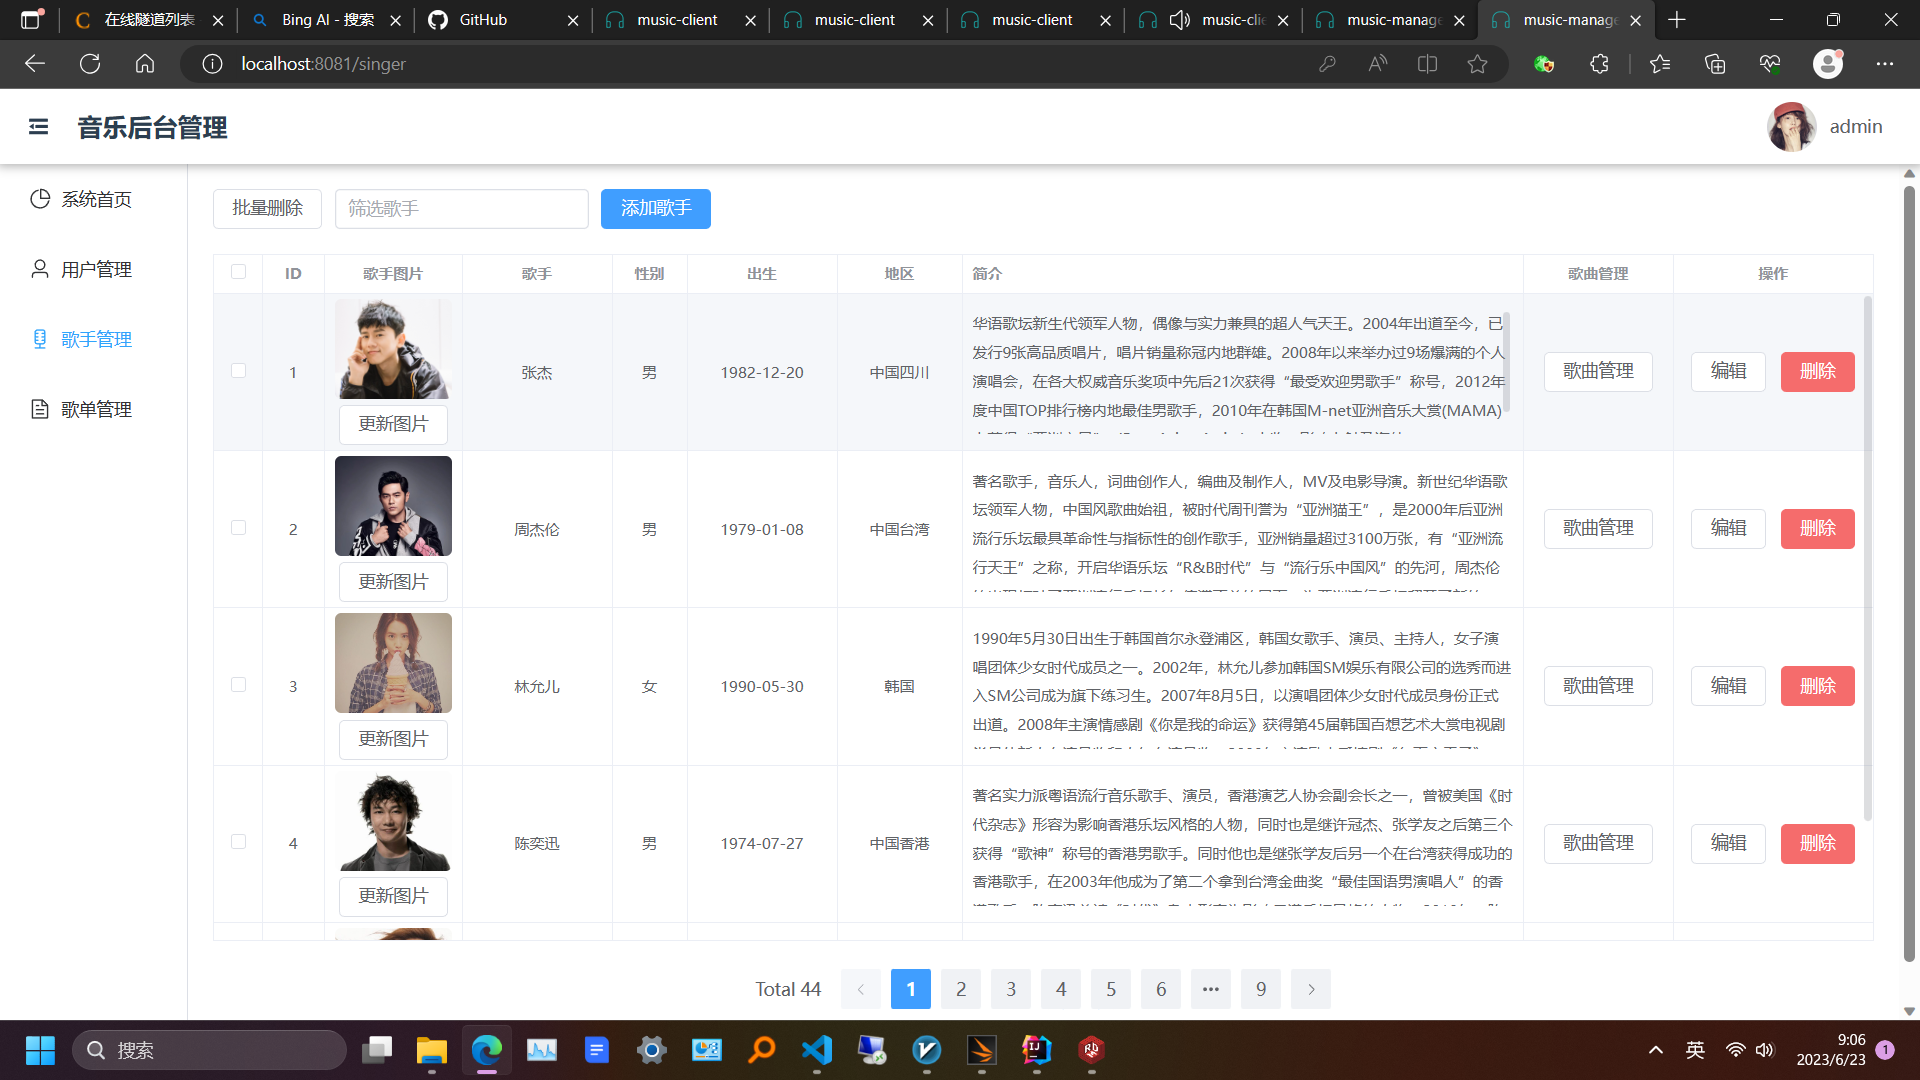 在线隧道列表
Bing AI - 搜索
GitHub
music-client
music-client
music-client
music-clie
music-manage
music-manage
localhost:8081/singer
音乐后台管理
admin
系统首页
用户管理
歌手管理
歌单管理
批量删除
筛选歌手
添加歌手
ID 歌手图片 歌手 性别 出生 地区 简介 歌曲管理 操作
1 张杰 男 1982-12-20 中国四川
华语歌坛新生代领军人物，偶像与实力兼具的超人气天王。2004年出道至今，已
发行9张高品质唱片，唱片销量称冠内地群雄。2008年以来举办过9场爆满的个人
演唱会，在各大权威音乐奖项中先后21次获得“最受欢迎男歌手”称号，2012年
度中国TOP排行榜内地最佳男歌手，2010年在韩国M-net亚洲音乐大赏(MAMA)
歌曲管理 编辑 删除
更新图片
2 周杰伦 男 1979-01-08 中国台湾
著名歌手，音乐人，词曲创作人，编曲及制作人，MV及电影导演。新世纪华语歌
坛领军人物，中国风歌曲始祖，被时代周刊誉为“亚洲猫王”，是2000年后亚洲
流行乐坛最具革命性与指标性的创作歌手，亚洲销量超过3100万张，有“亚洲流
行天王”之称，开启华语乐坛“R&B时代”与“流行乐中国风”的先河，周杰伦
歌曲管理 编辑 删除
更新图片
3 林允儿 女 1990-05-30 韩国
1990年5月30日出生于韩国首尔永登浦区，韩国女歌手、演员、主持人，女子演
唱团体少女时代成员之一。2002年，林允儿参加韩国SM娱乐有限公司的选秀而进
入SM公司成为旗下练习生。2007年8月5日，以演唱团体少女时代成员身份正式
出道。2008年主演情感剧《你是我的命运》获得第45届韩国百想艺术大赏电视剧
歌曲管理 编辑 删除
更新图片
4 陈奕迅 男 1974-07-27 中国香港
著名实力派粤语流行音乐歌手、演员，香港演艺人协会副会长之一，曾被美国《时
代杂志》形容为影响香港乐坛风格的人物，同时也是继许冠杰、张学友之后第三个
获得“歌神”称号的香港男歌手。同时他也是继张学友后另一个在台湾获得成功的
香港歌手，在2003年他成为了第二个拿到台湾金曲奖“最佳国语男演唱人”的香
歌曲管理 编辑 删除
更新图片
Total 44 1 2 3 4 5 6 ··· 9
搜索
英
9:06
2023/6/23
1